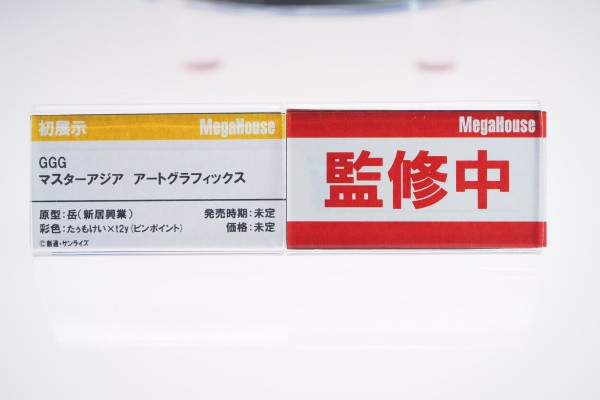 初展示 MegaHouse
GGG
マスターアジア アートグラフィックス
原型：岳（新居興業） 発売時期：未定
彩色：たぅもけい×t2y（ピンポイント） 価格：未定
©創通・サンライズ
MegaHouse
監修中